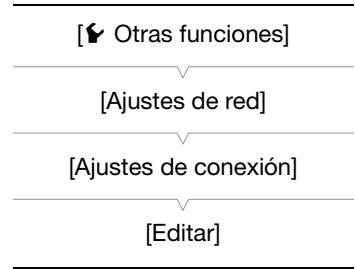 [Otras funciones]
[Ajustes de red]
[Ajustes de conexión]
[Editar]